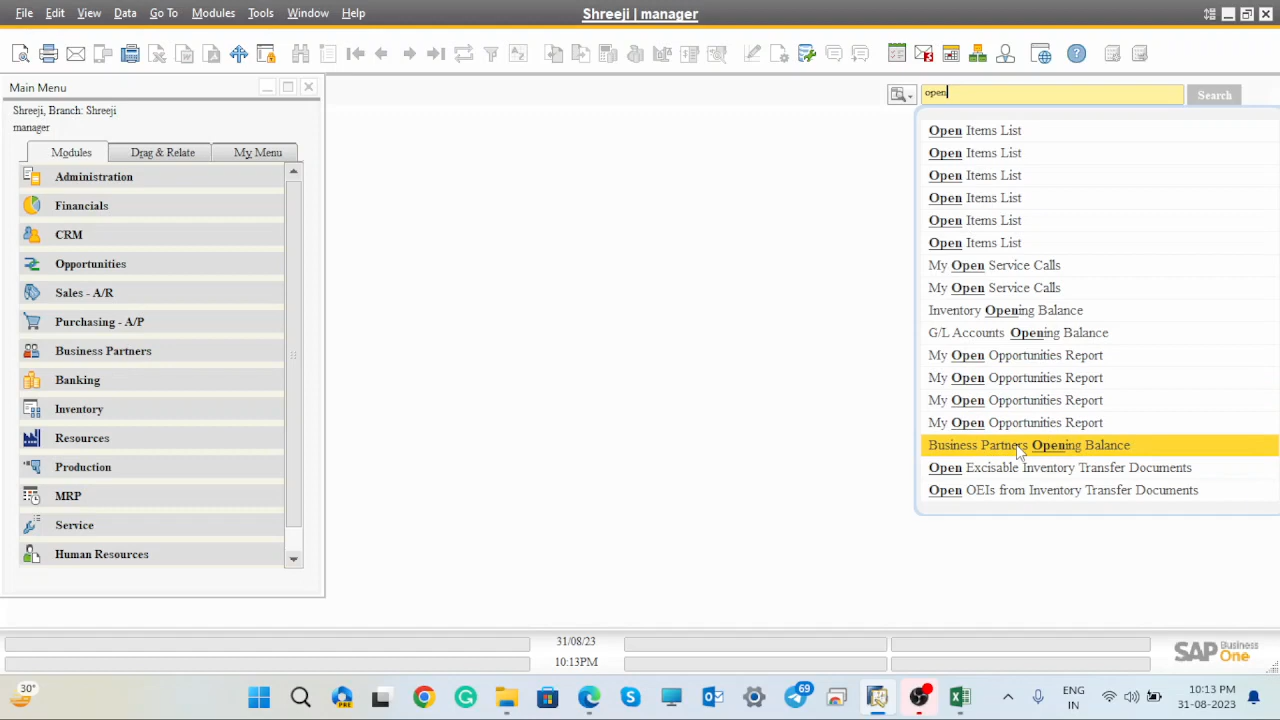 File Edit View Data Go To Modules Tools Window Help
Shreeji | manager
Main Menu
Shreeji, Branch: Shreeji
manager
Modules Drag & Relate My Menu
Administration
Financials
CRM
Opportunities
Sales - A/R
Purchasing - A/P
Business Partners
Banking
Inventory
Resources
Production
MRP
Service
Human Resources
open
Search
Open Items List
Open Items List
Open Items List
Open Items List
Open Items List
Open Items List
My Open Service Calls
My Open Service Calls
Inventory Opening Balance
G/L Accounts Opening Balance
My Open Opportunities Report
My Open Opportunities Report
My Open Opportunities Report
My Open Opportunities Report
Business Partners Opening Balance
Open Excisable Inventory Transfer Documents
Open OEIs from Inventory Transfer Documents
31/08/23
10:13PM
SAP Business One
30°
PRE
69
ENG
IN
10:13 PM
31-08-2023